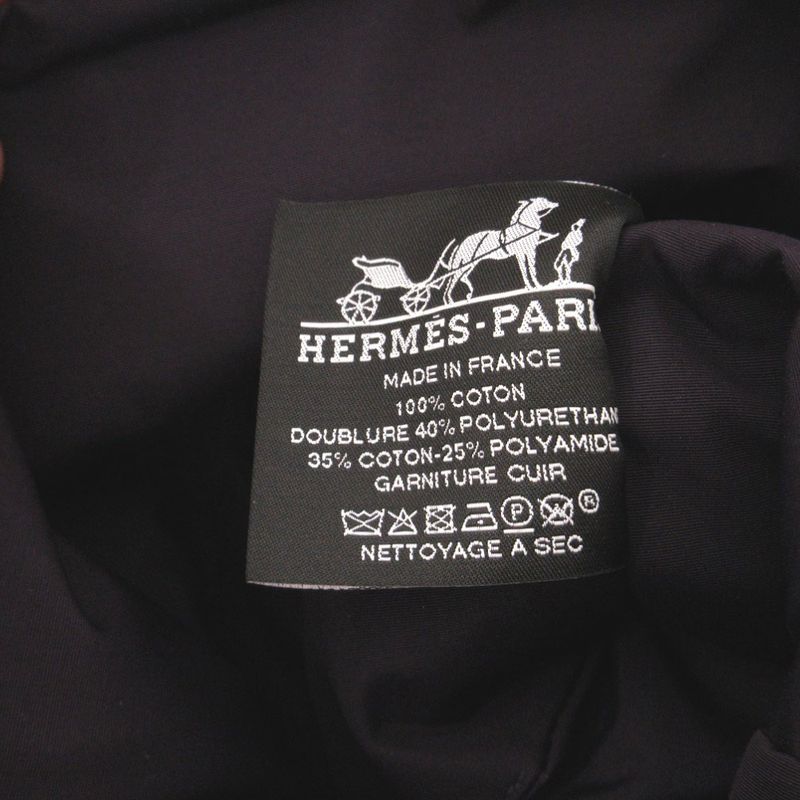 HERMÈS-PARI
MADE IN FRANCE
100% COTON
DOUBLURE 40% POLYURETHAN
35% COTON-25% POLYAMIDE
GARNITURE CUIR
P W ®
NETTOYAGE A SEC